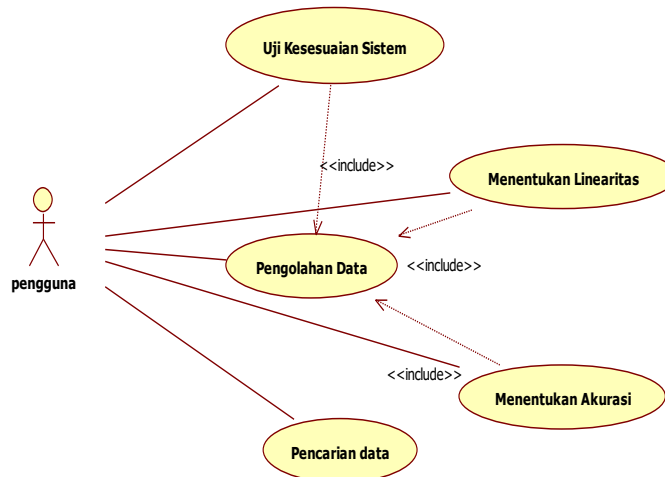 Uji Kesesuaian Sistem
<<include>>
Menentukan Linearitas
pengguna
Pengolahan Data
<<include>>
<<include>>
Menentukan Akurasi
Pencarian data